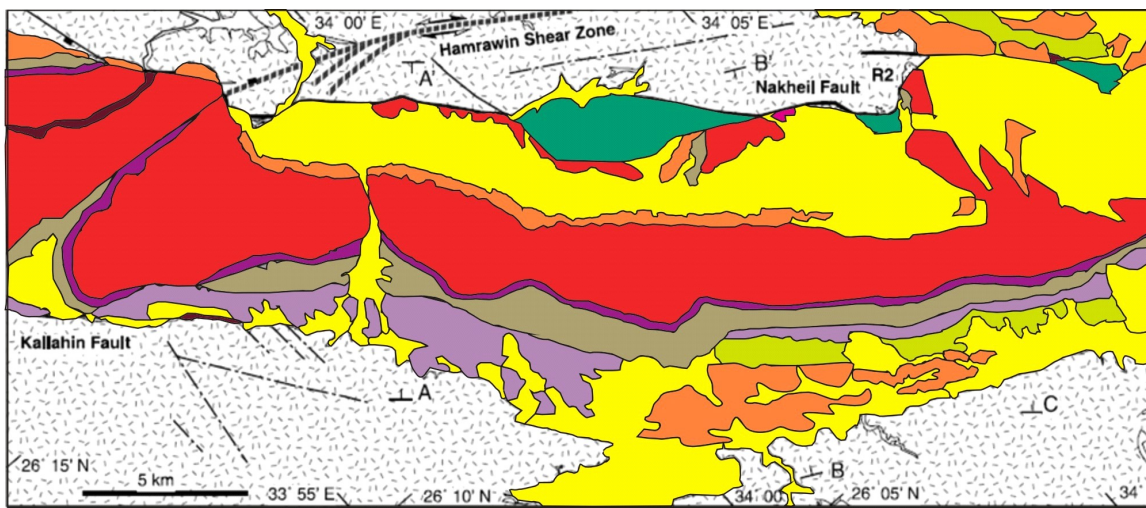 34 00' E
34 05' E
Hamrawin Shear Zone
A'
B'
R2
Nakheil Fault
Kallahin Fault
A
C
26 15' N
5 km
33 55' E
26 10' N
B
34 00'
26 05' N
34